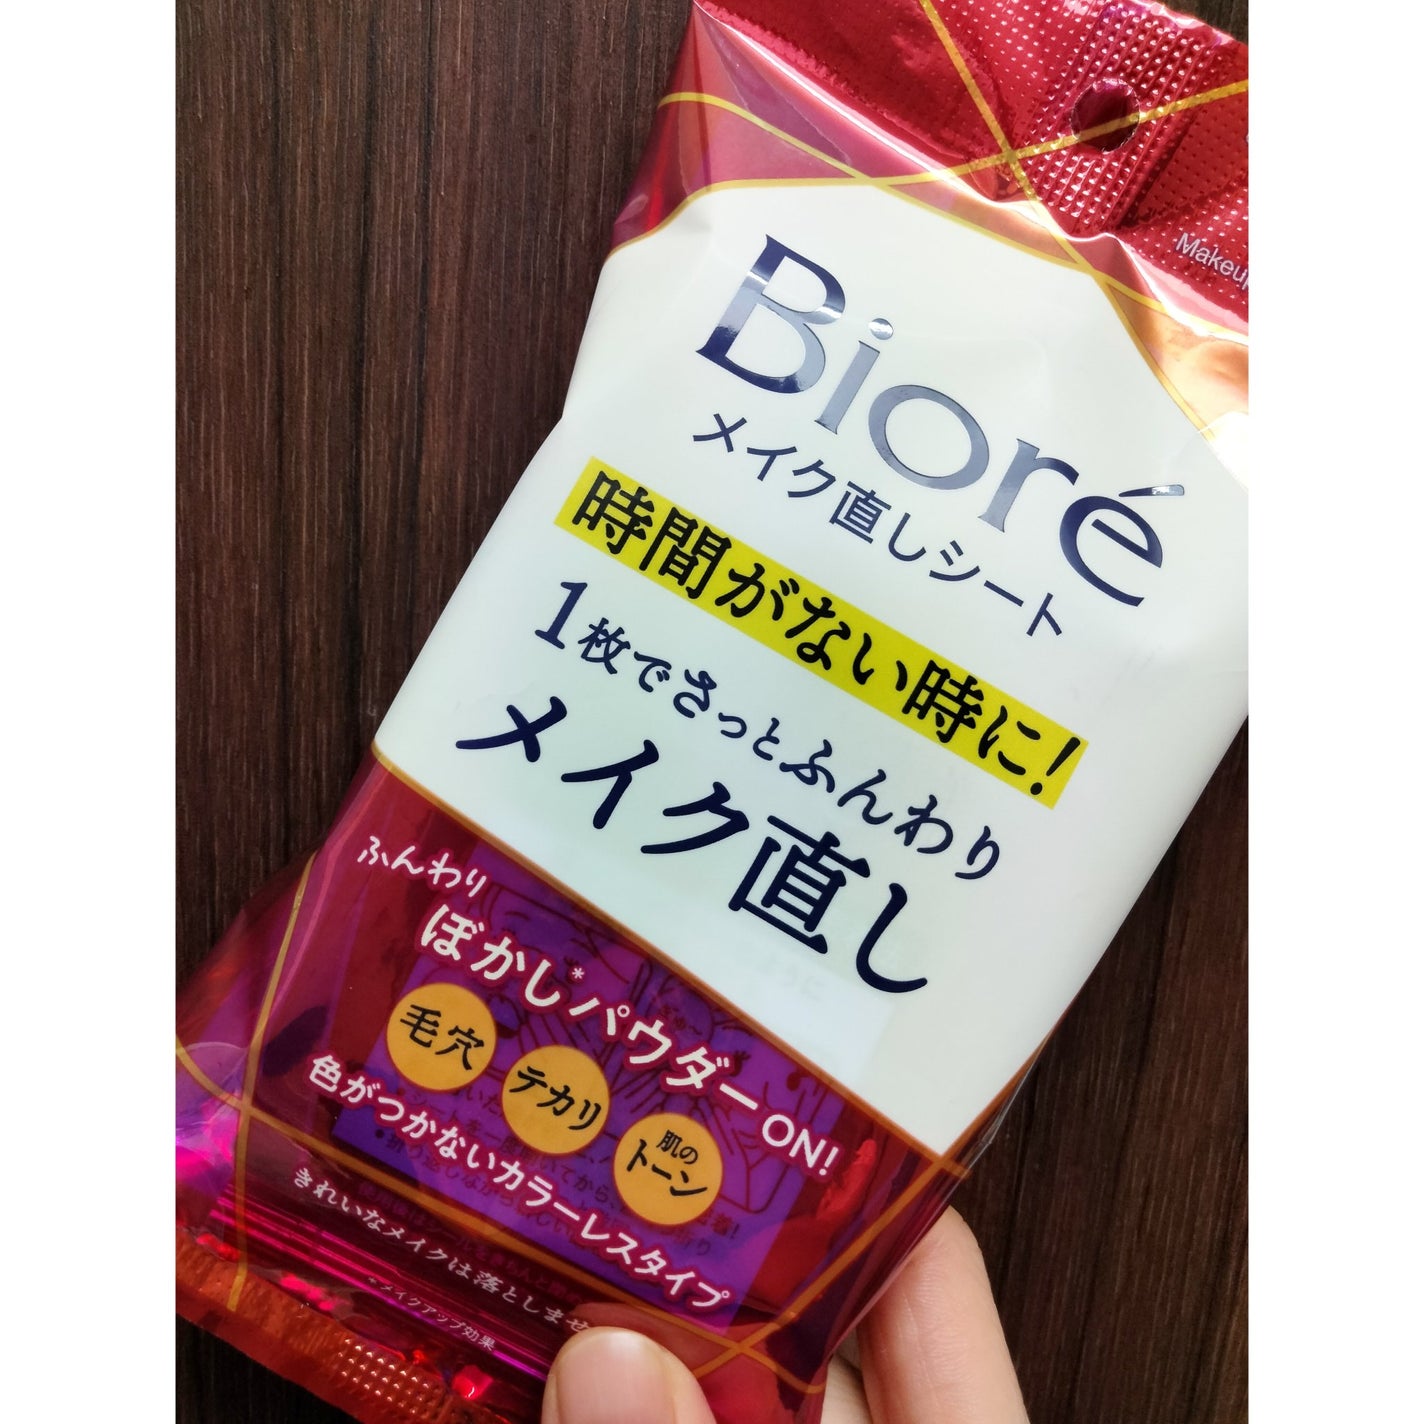 Makeup
Bioré
メイク直しシート
時間がない時に!
1枚でさっとふんわり
メイク直し
ふんわり
ぼかし*パウダーON!
毛穴
テカリ
肌の
トーン
色がつかないカラーレスタイプ
きれいなメイクは落としませ
*メイクアップ効果